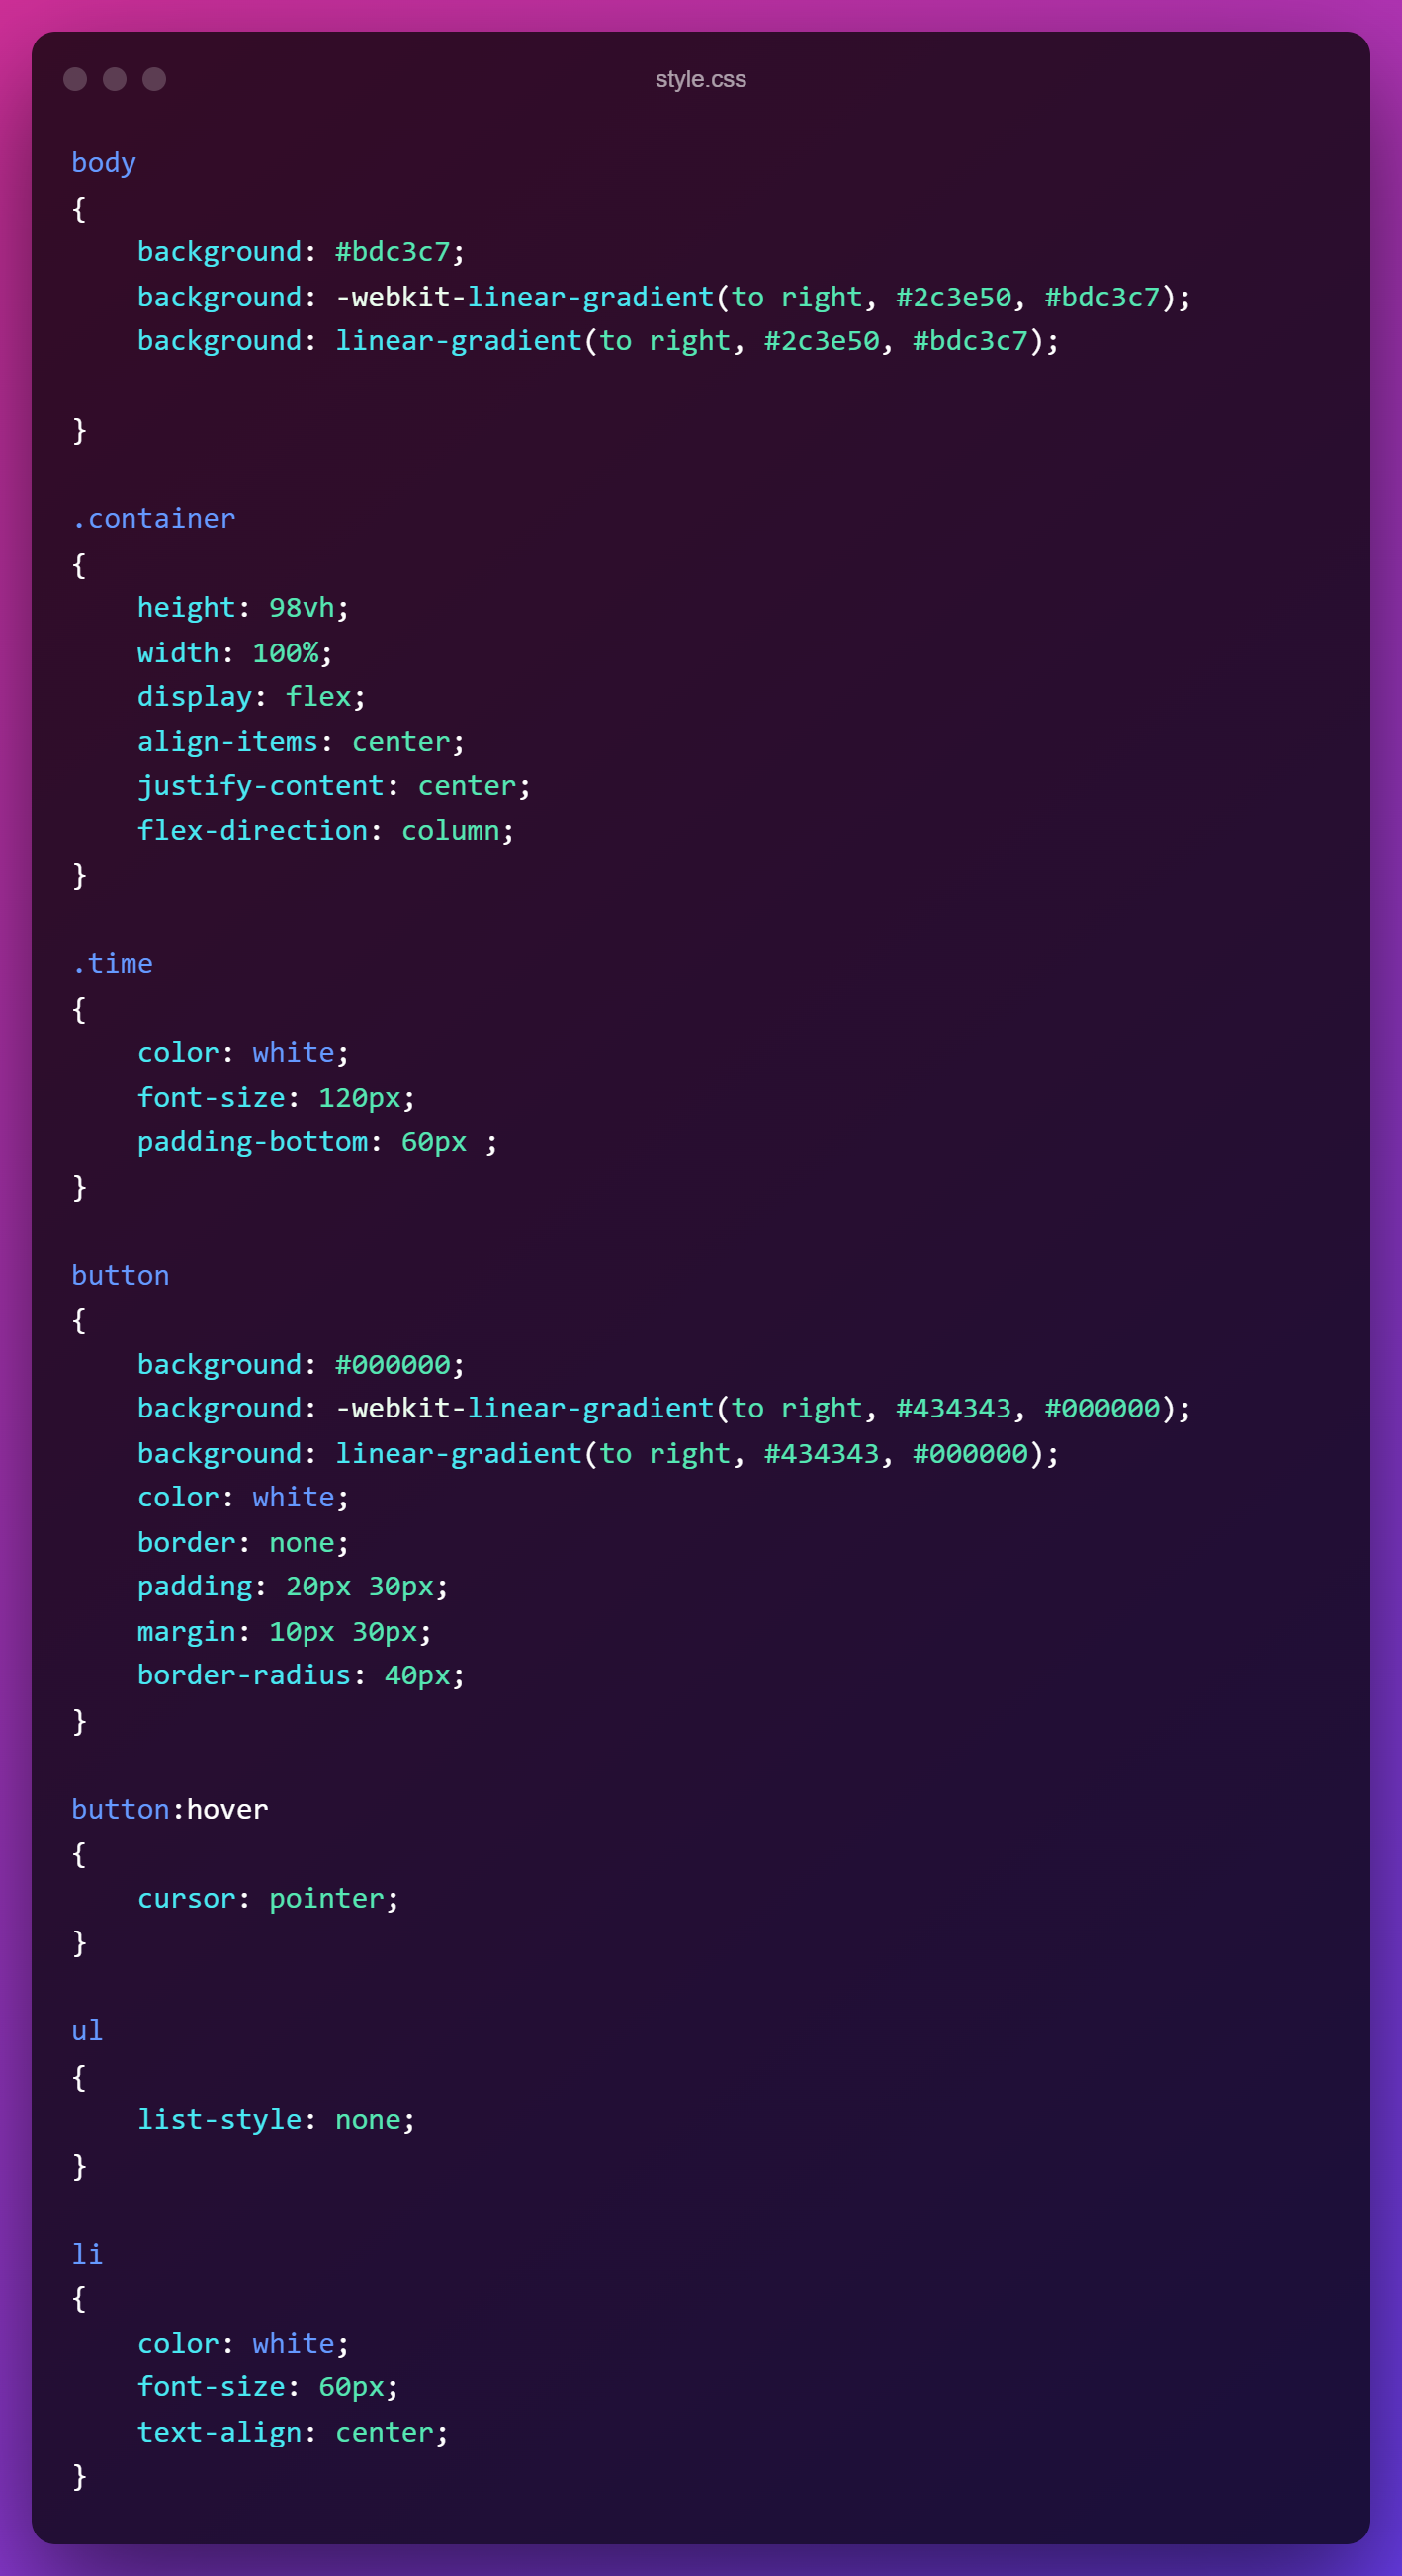 style.css
body
{
    background: #bdc3c7;
    background: -webkit-linear-gradient(to right, #2c3e50, #bdc3c7);
    background: linear-gradient(to right, #2c3e50, #bdc3c7);

}

.container
{
    height: 98vh;
    width: 100%;
    display: flex;
    align-items: center;
    justify-content: center;
    flex-direction: column;
}

.time
{
    color: white;
    font-size: 120px;
    padding-bottom: 60px ;
}

button
{
    background: #000000;
    background: -webkit-linear-gradient(to right, #434343, #000000);
    background: linear-gradient(to right, #434343, #000000);
    color: white;
    border: none;
    padding: 20px 30px;
    margin: 10px 30px;
    border-radius: 40px;
}

button:hover
{
    cursor: pointer;
}

ul
{
    list-style: none;
}

li
{
    color: white;
    font-size: 60px;
    text-align: center;
}